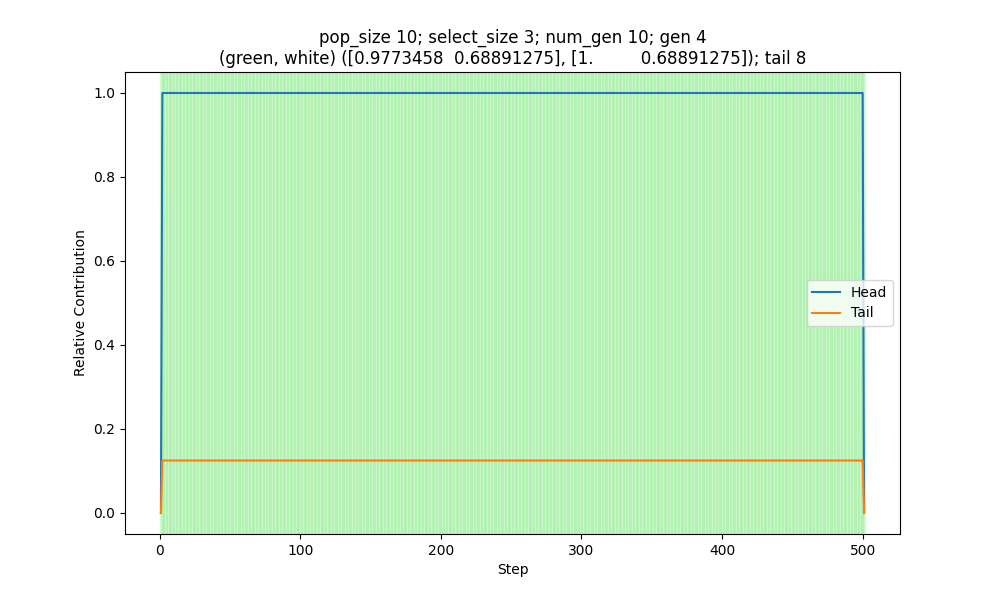 pop_size 10; select_size 3; num_gen 10; gen 4
(green, white) ([0.9773458  0.68891275], [1.         0.68891275]); tail 8
1.0
0.8
0.6
0.4
0.2
0.0
Relative Contribution
Head
Tail
0 100 200 300 400 500
Step